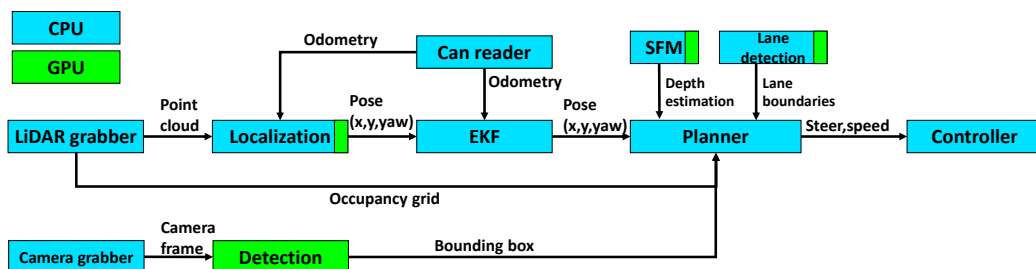 CPU
GPU
Odometry
Can reader
SFM
Lane
detection
Odometry
Depth
estimation
Lane
boundaries
Point
cloud
Pose
(x,y,yaw)
Pose
(x,y,yaw)
Steer,speed
LiDAR grabber
Localization
EKF
Planner
Controller
Occupancy grid
Camera
frame
Bounding box
Camera grabber
Detection